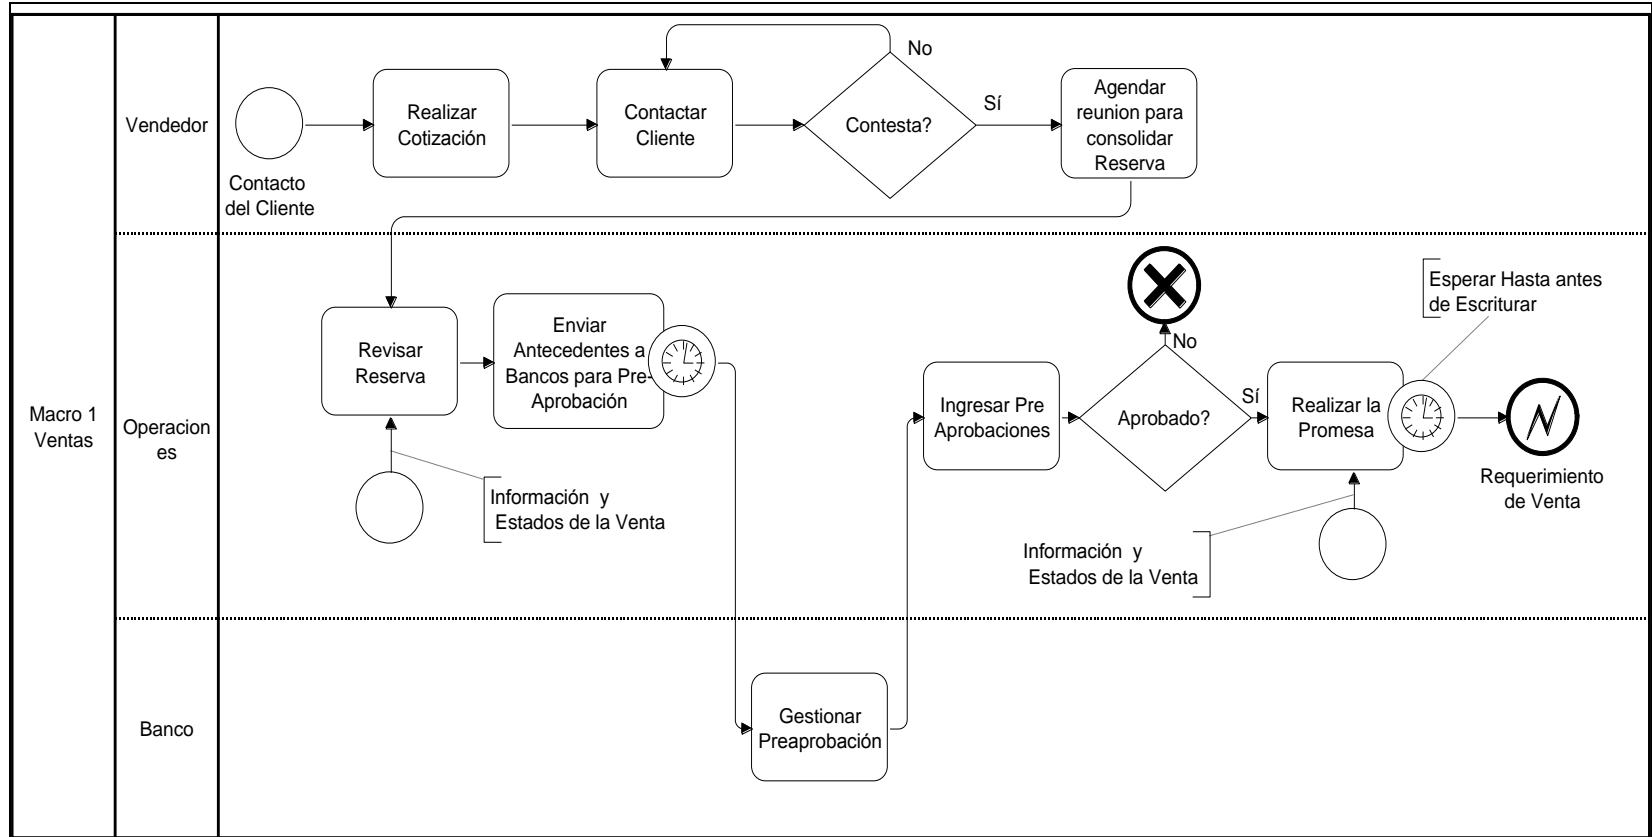 Macro 1
Ventas
Vendedor
Contacto
del Cliente
Realizar
Cotización
Contactar
Cliente
No
Contesta?
Sí
Agendar
reunion para
consolidar
Reserva
Operacion
es
Revisar
Reserva
Información y
Estados de la Venta
Enviar
Antecedentes a
Bancos para Pre-
Aprobación
Ingresar Pre
Aprobaciones
Aprobado?
No
Sí
Realizar la
Promesa
Información y
Estados de la Venta
Esperar Hasta antes
de Escriturar
Requerimiento
de Venta
Banco
Gestionar
Preaprobación